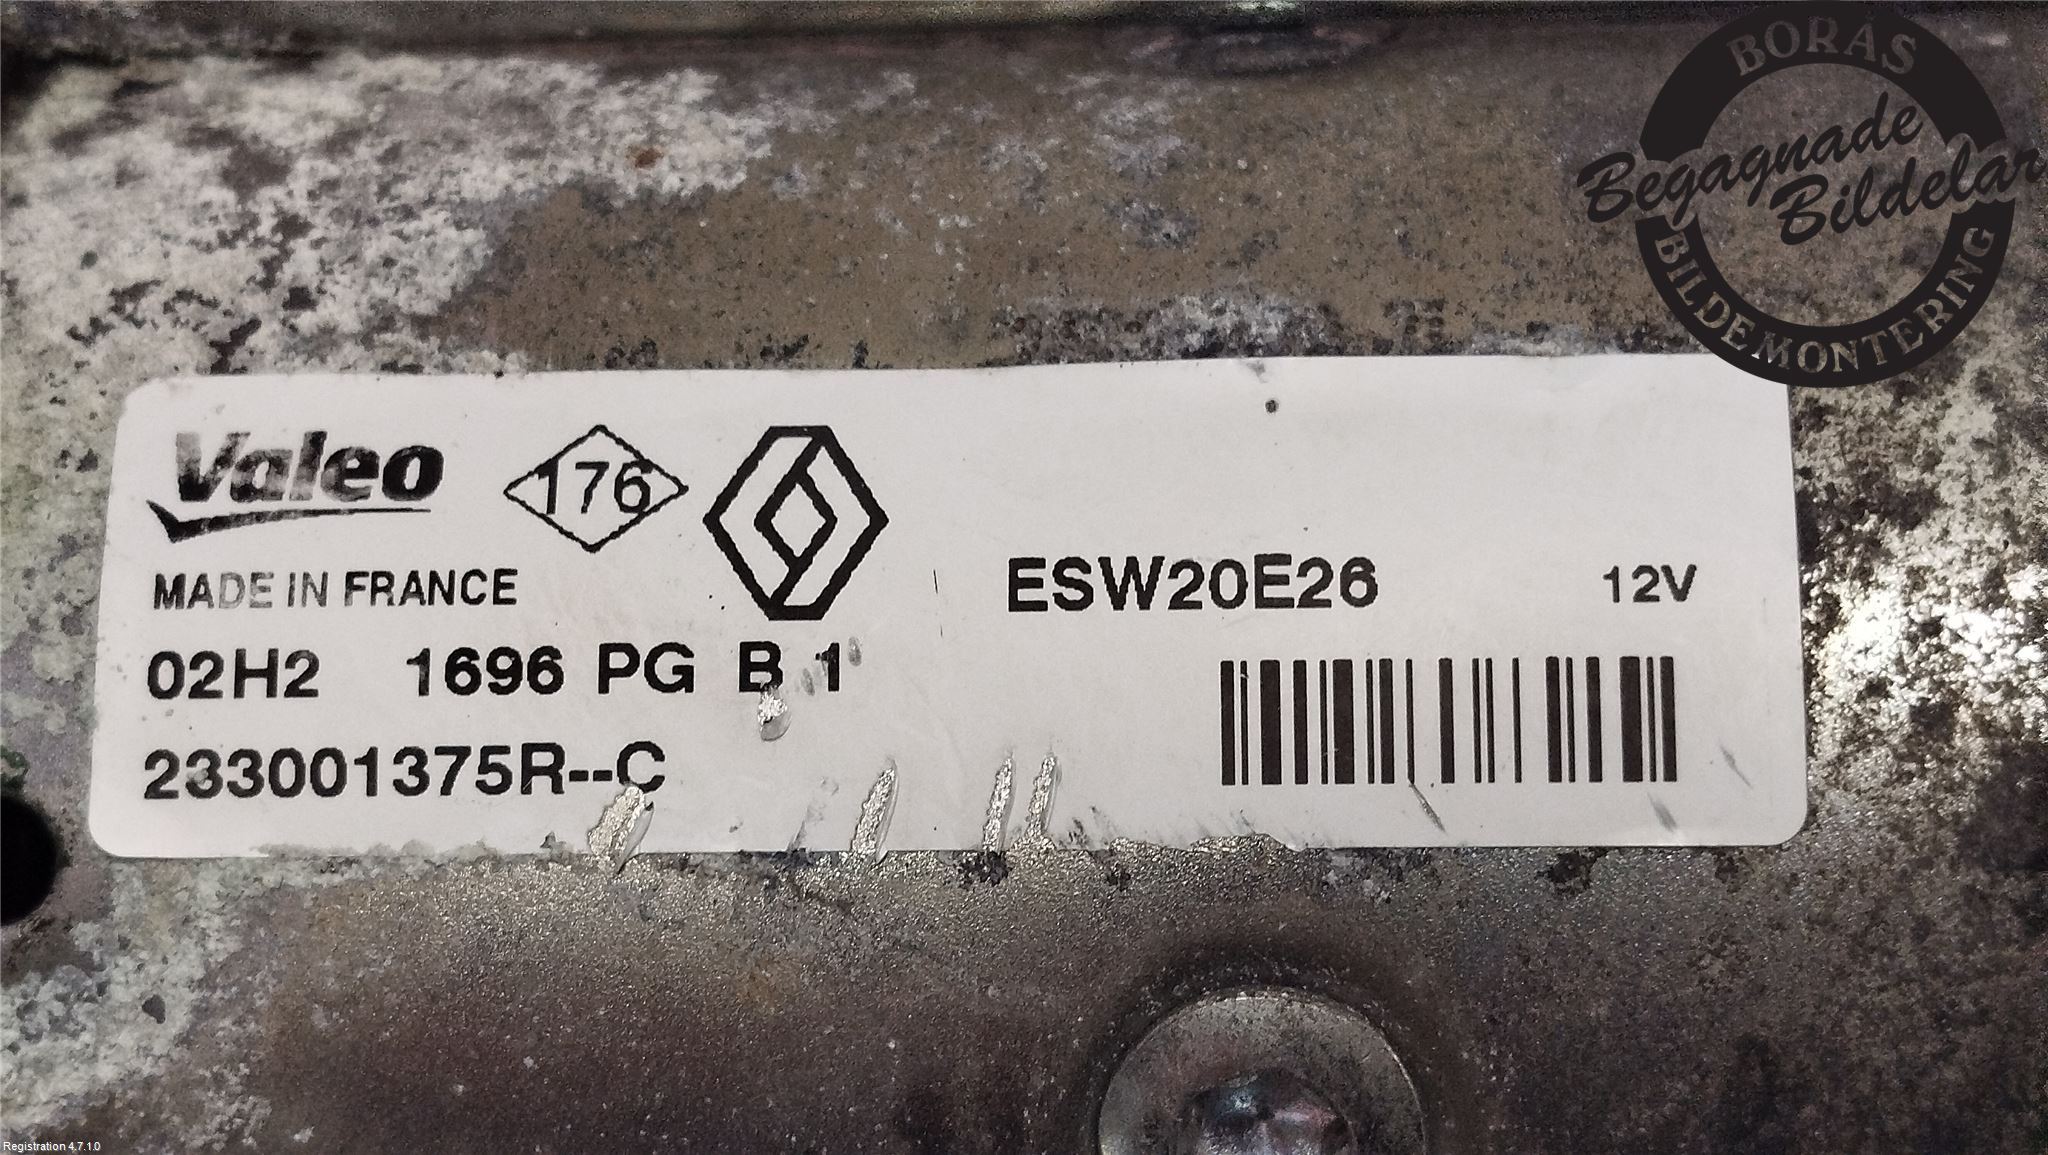 BORÅS
Begagnade
Bildelar
BILDEMONTERING
Valeo
176
MADE IN FRANCE
ESW20E26
12V
02H2 1696 PG B 1
233001375R--C
Registration 4.7.1.0